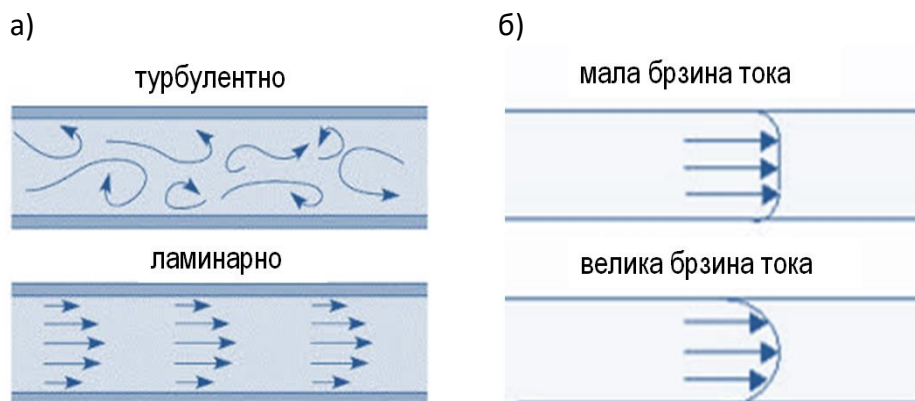 а)
турбулентно
ламинарно
б)
мала брзина тока
велика брзина тока